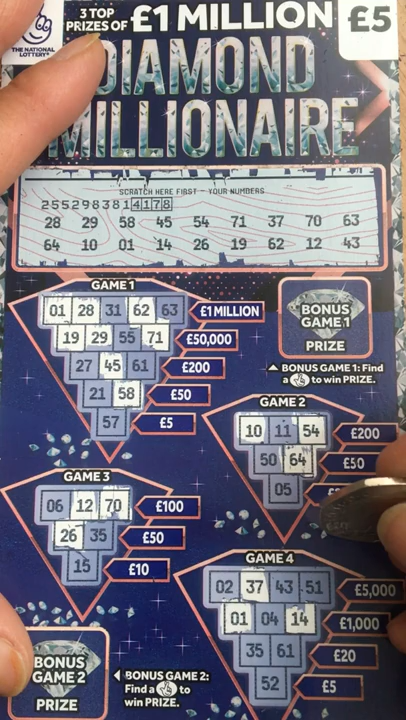 THE NATIONAL
LOTTERY®
3 TOP
PRIZES OF £1 MILLION
£5
DIAMOND
MILLIONAIRE
SCRATCH HERE FIRST - YOUR NUMBERS
2552983814178
28 29 58 45 54 71 37 70 63
64 10 01 14 26 19 62 12 43
GAME 1
01 28 31 62 63 £1 MILLION
19 29 55 71 £50,000
27 45 61 £200
21 58 £50
57 £5
BONUS
GAME 1
PRIZE
BONUS GAME 1: Find
a to win PRIZE.
GAME 2
10 11 54 £200
50 64 £50
05
GAME 3
06 12 70 £100
26 35 £50
15 £10
GAME 4
02 37 43 51 £5,000
01 04 14 £1,000
35 61 £20
52 £5
BONUS
GAME 2
PRIZE
BONUS GAME 2:
Find a to
win PRIZE.